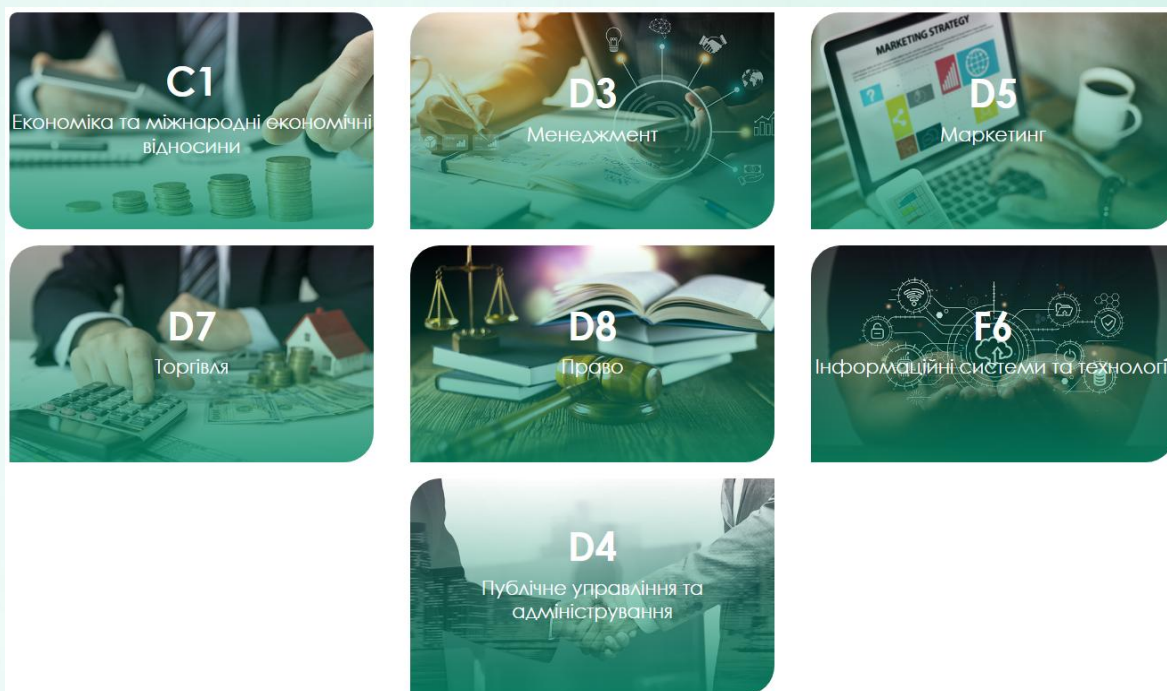 C1
Економіка та міжнародні економічні
відносини
D3
Менеджмент
MARKETING STRATEGY
D5
Маркетинг
D7
Торгівля
D8
Право
F6
Інформаційні системи та технологі
D4
Публічне управління та
адміністрування